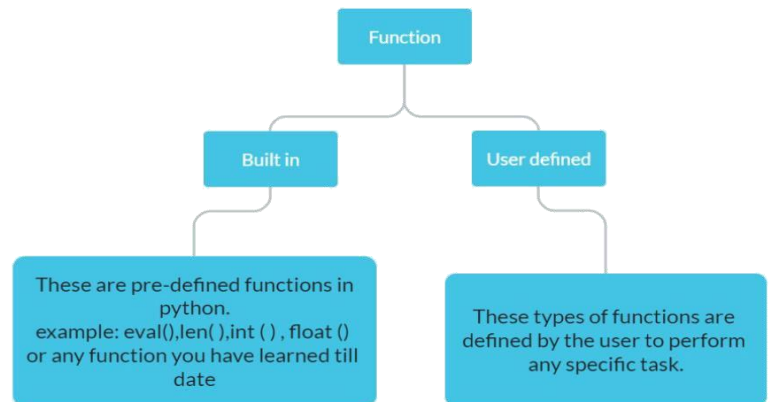 Function
Built in
User defined
These are pre-defined functions in
python.
example: eval(),len( ),int ( ) , float ()
or any function you have learned till
date
These types of functions are
defined by the user to perform
any specific task.